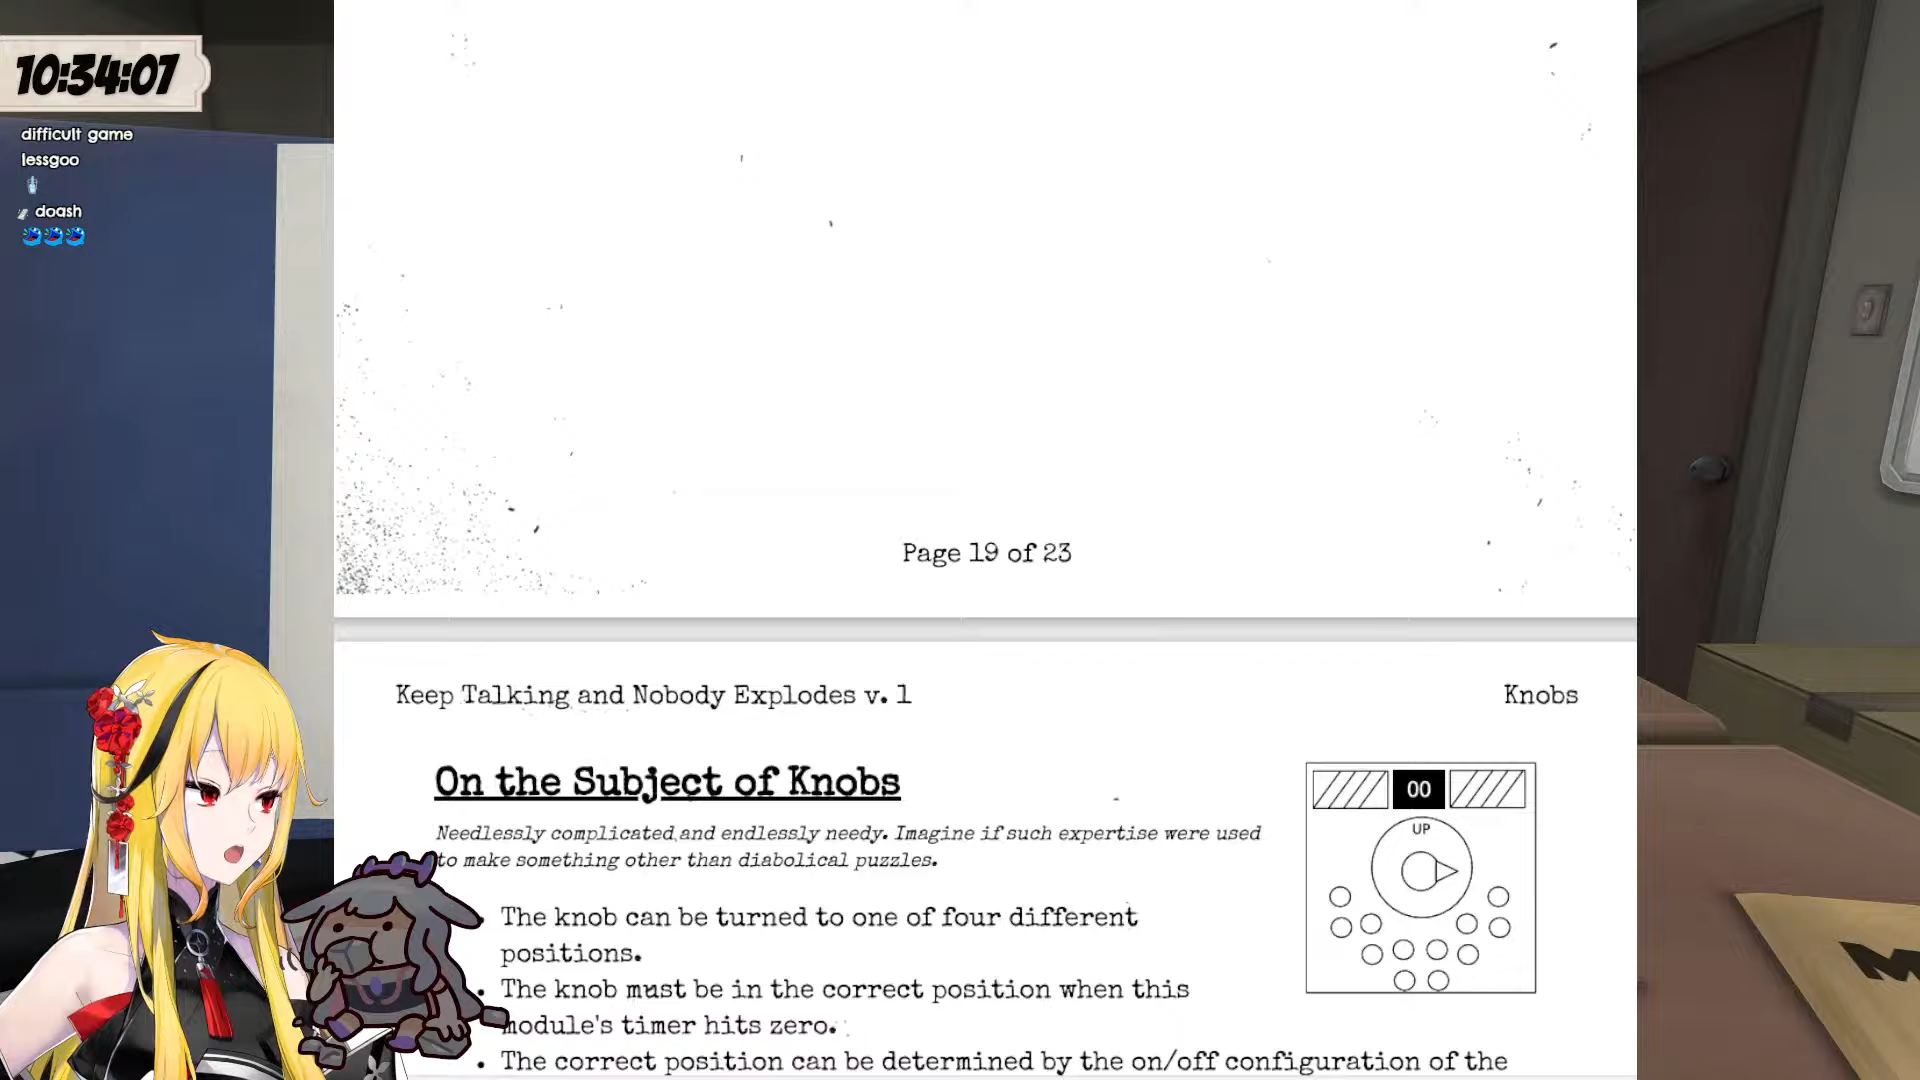 10:34:07
difficult game
lessgoo
doash
Page 19 of 23
Keep Talking and Nobody Explodes v. 1
Knobs
On the Subject of Knobs
00
UP
Needlessly complicated and endlessly needy. Imagine if such expertise were used
to make something other than diabolical puzzles.
• The knob can be turned to one of four different
positions.
• The knob must be in the correct position when this
module's timer hits zero.
• The correct position can be determined by the on/off configuration of the